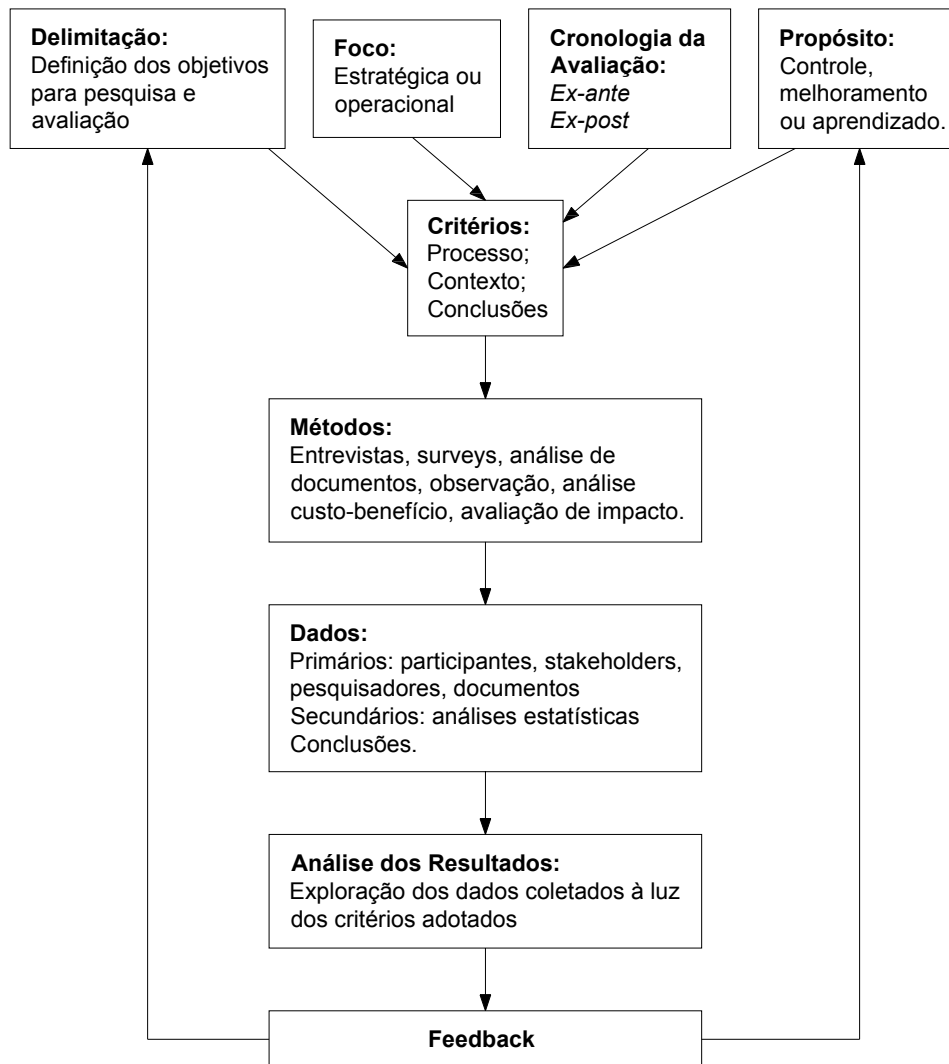 Delimitação:
Definição dos objetivos
para pesquisa e
avaliação
Foco:
Estratégica ou
operacional
Cronologia da
Avaliação:
Ex-ante
Ex-post
Propósito:
Controle,
melhoramento
ou aprendizado.
Critérios:
Processo;
Contexto;
Conclusões
Métodos:
Entrevistas, surveys, análise de
documentos, observação, análise
custo-benefício, avaliação de impacto.
Dados:
Primários: participantes, stakeholders,
pesquisadores, documentos
Secundários: análises estatísticas
Conclusões.
Análise dos Resultados:
Exploração dos dados coletados à luz
dos critérios adotados
Feedback